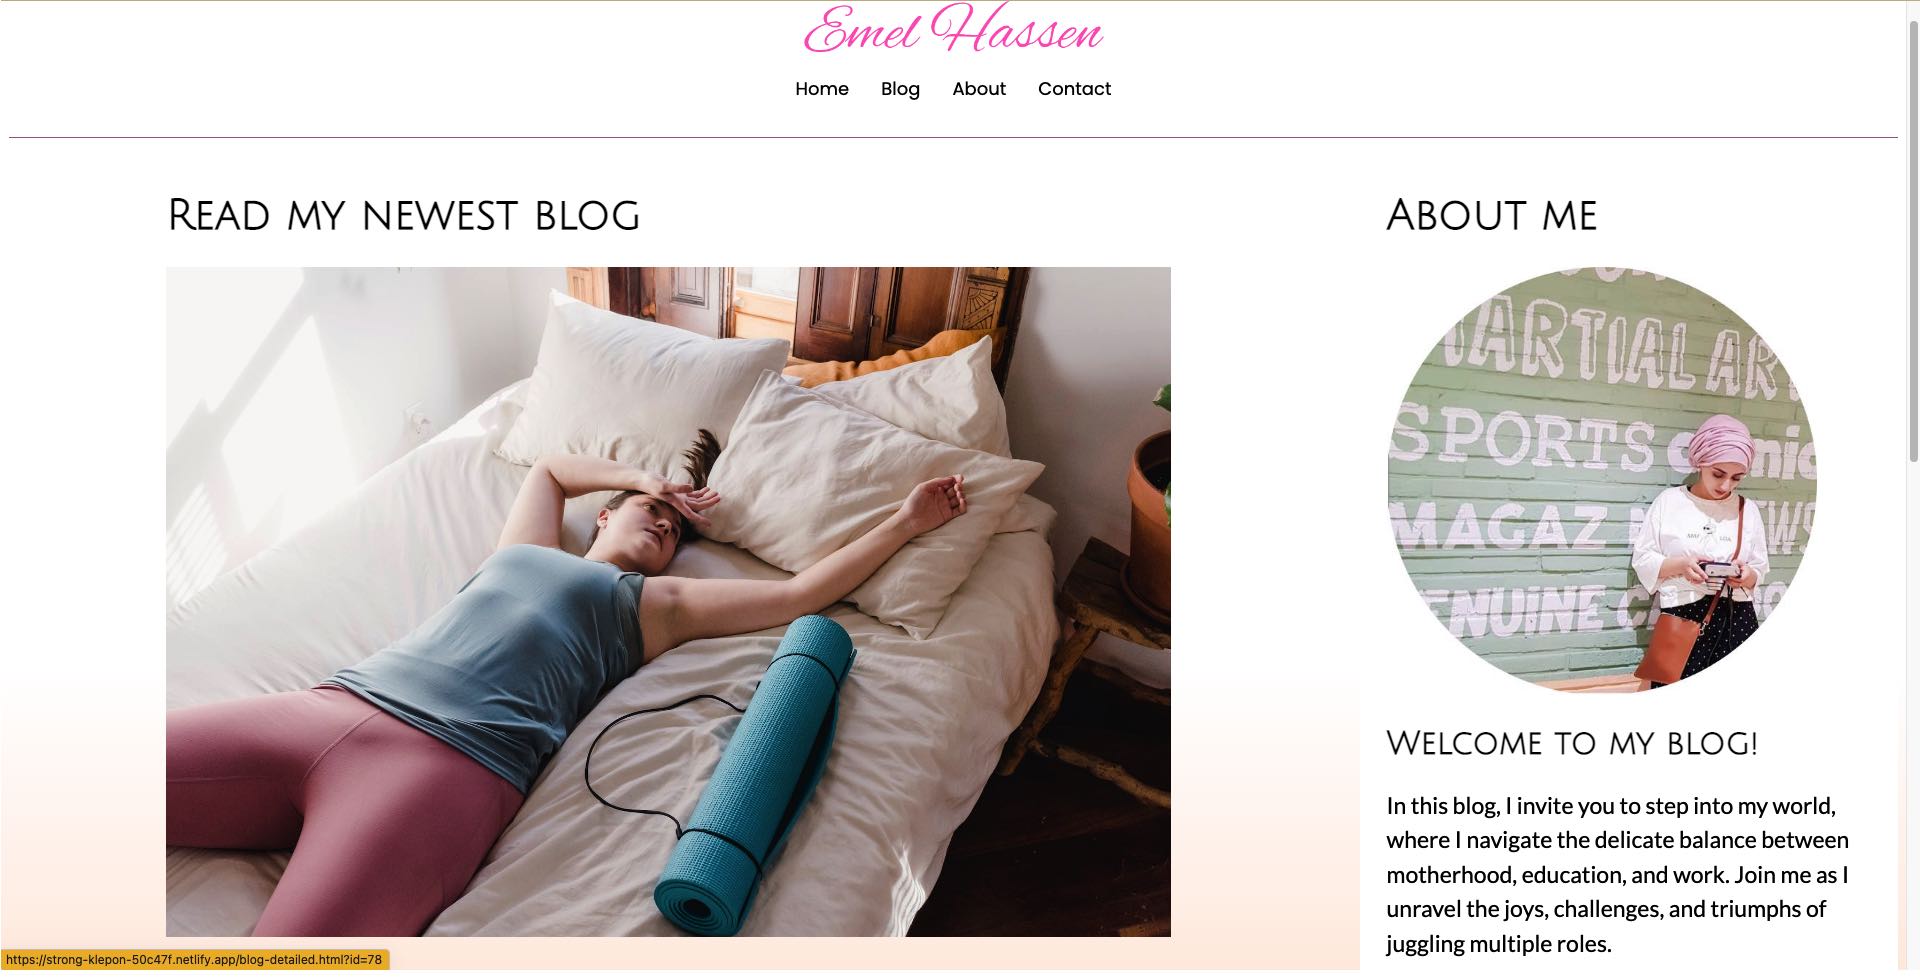 Emel Hassen
Home Blog About Contact
Read my newest blog
About me
MARTIAL AR
SPORTS
MAGAZ
Welcome to my blog!
In this blog, I invite you to step into my world,
where I navigate the delicate balance between
motherhood, education, and work. Join me as I
unravel the joys, challenges, and triumphs of
juggling multiple roles.
https://strong-klepon-50c47f.netlify.app/blog-detailed.html?id=78